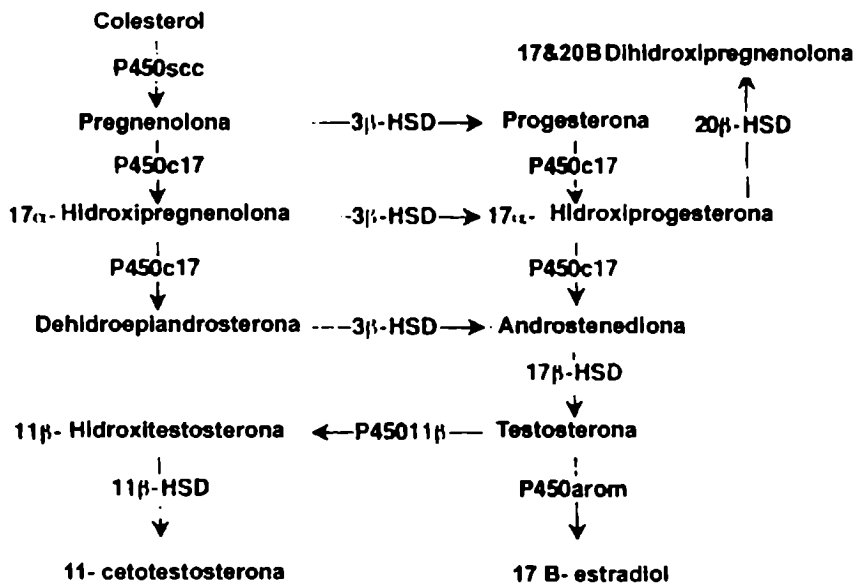 Colesterol
P450scc
17&20B Dihidroxipregnenolona
Pregnenolona 3β-HSD Progesterona 20β-HSD
P450c17 P450c17
17α- Hidroxipregnenolona 3β-HSD 17α- Hidroxiprogesterona
P450c17 P450c17
Dehidroepiandrosterona 3β-HSD Androstenediona
17β-HSD
11β- Hidroxitestosterona P45011β Testosterona
11β-HSD P450arom
11- cetotestosterona 17 B- estradiol